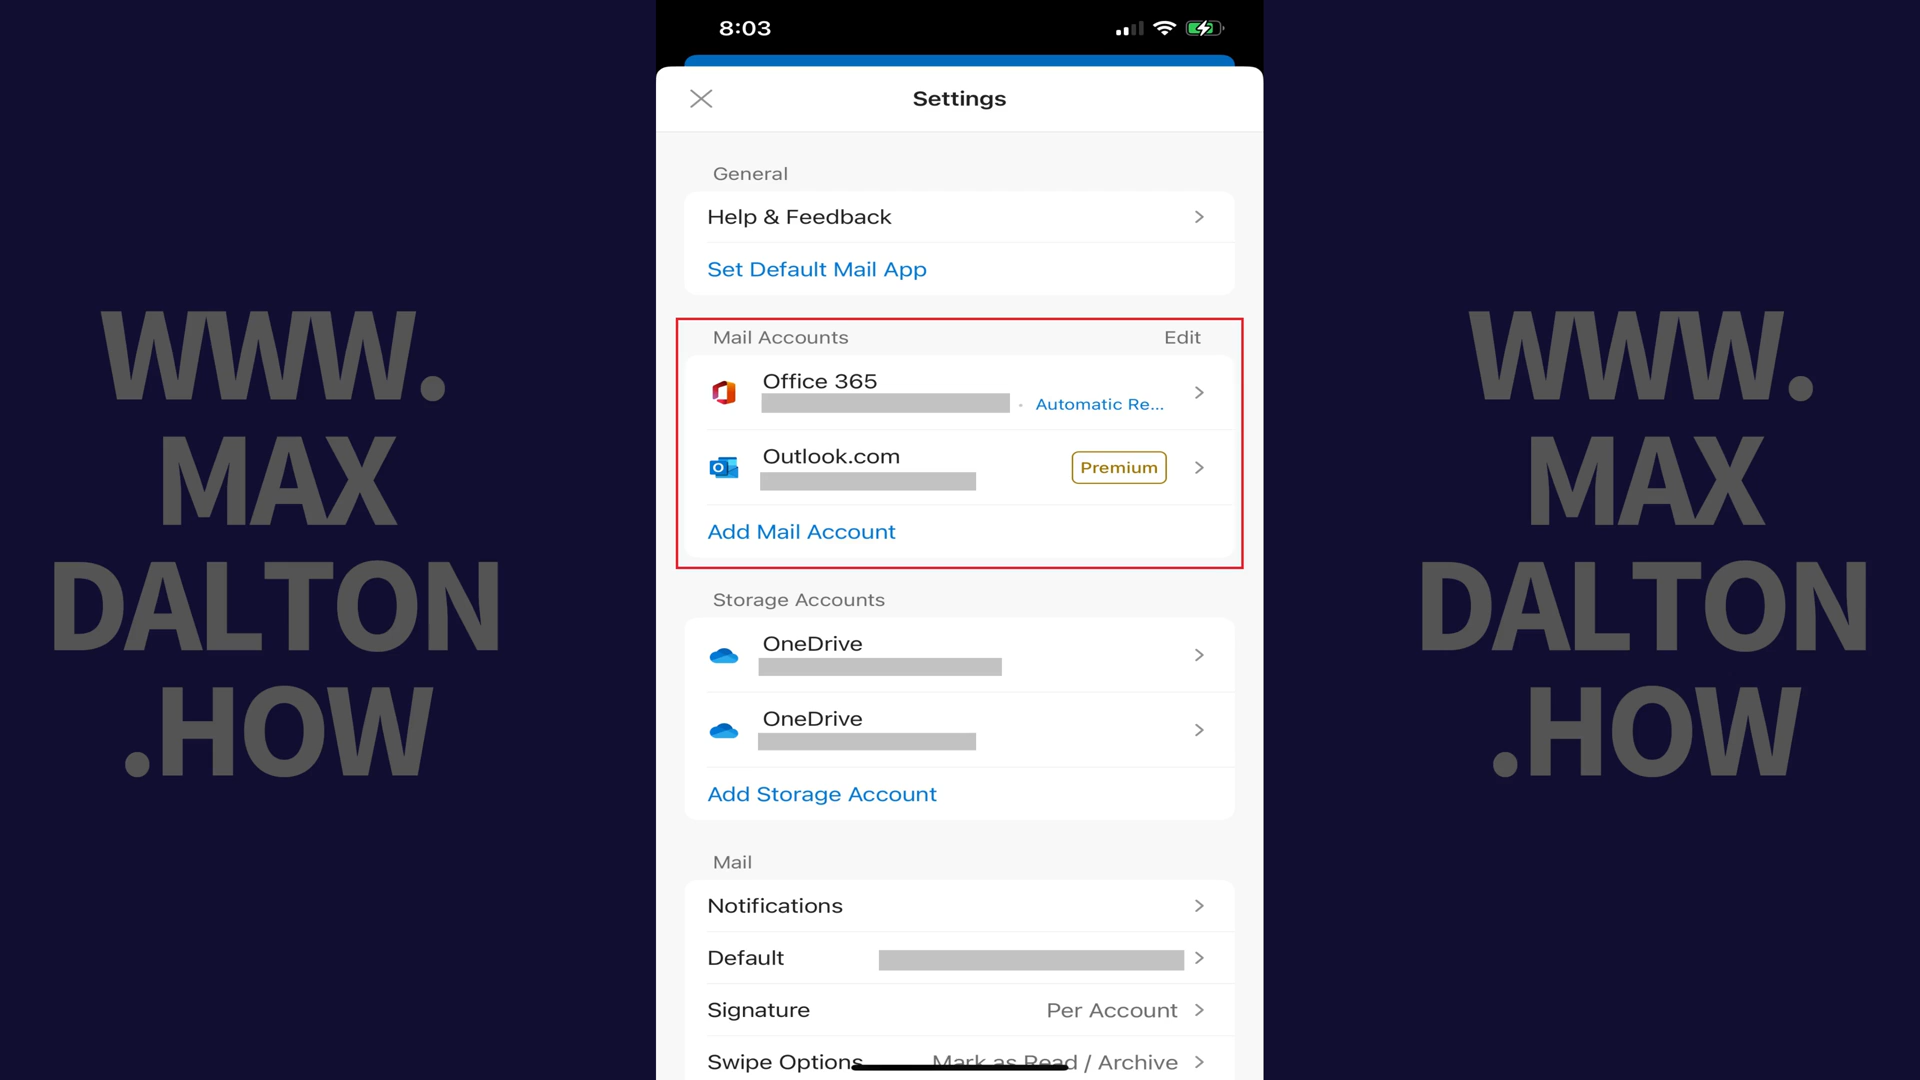 8:03
Settings
General
Help & Feedback
Set Default Mail App
Mail Accounts Edit
Office 365
· Automatic Re...
Outlook.com
Premium
Add Mail Account
Storage Accounts
OneDrive
OneDrive
Add Storage Account
Mail
Notifications
Default
Signature Per Account
Swipe Options Mark as Read / Archive
WWW.
MAX
DALTON
.HOW
WWW.
MAX
DALTON
.HOW